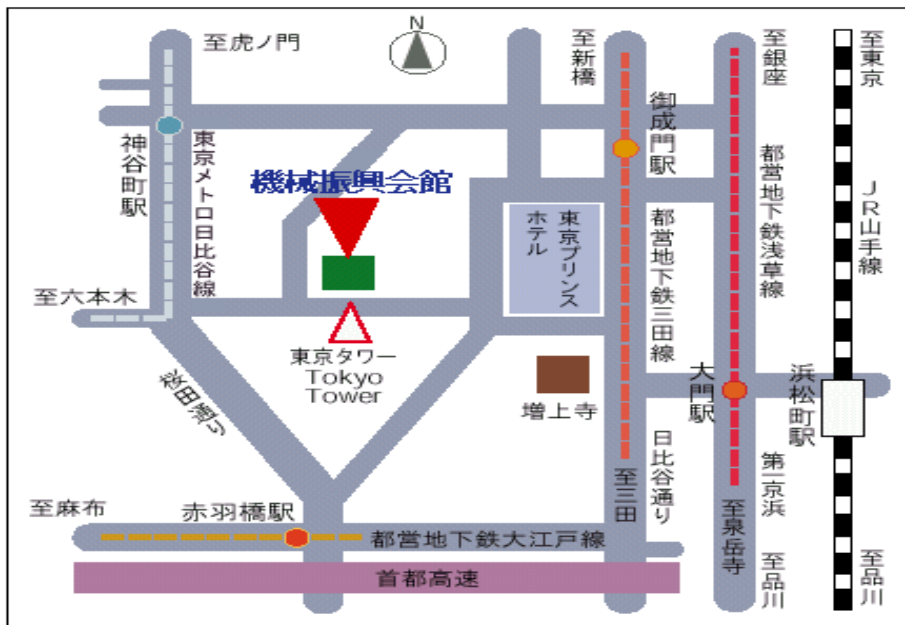 N
至虎ノ門
至新橋
至銀座
至東京
御成門駅
神谷町駅
東京メトロ日比谷線
機械振興会館
都営地下鉄浅草線
JR山手線
東京プリンス
ホテル
都営地下鉄三田線
至六本木
東京タワー
Tokyo
Tower
桜田通り
増上寺
大門駅
浜松町駅
日比谷通り
第一京浜
至三田
至麻布
赤羽橋駅
都営地下鉄大江戸線
至泉岳寺
至品川
至品川
首都高速